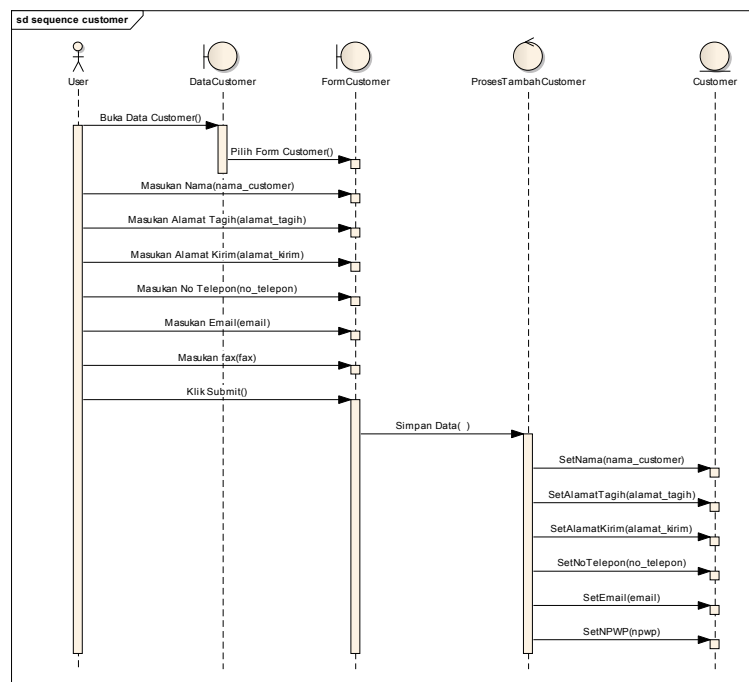 sd sequence customer
User
DataCustomer
FormCustomer
ProsesTambahCustomer
Customer
Buka Data Customer()
Pilih Form Customer()
Masukan Nama(nama_customer)
Masukan Alamat Tagih(alamat_tagih)
Masukan Alamat Kirim(alamat_kirim)
Masukan No Telepon(no_telepon)
Masukan Email(email)
Masukan fax(fax)
Klik Submit()
Simpan Data( )
SetNama(nama_customer)
SetAlamatTagih(alamat_tagih)
SetAlamatKirim(alamat_kirim)
SetNoTelepon(no_telepon)
SetEmail(email)
SetNPWP(npwp)